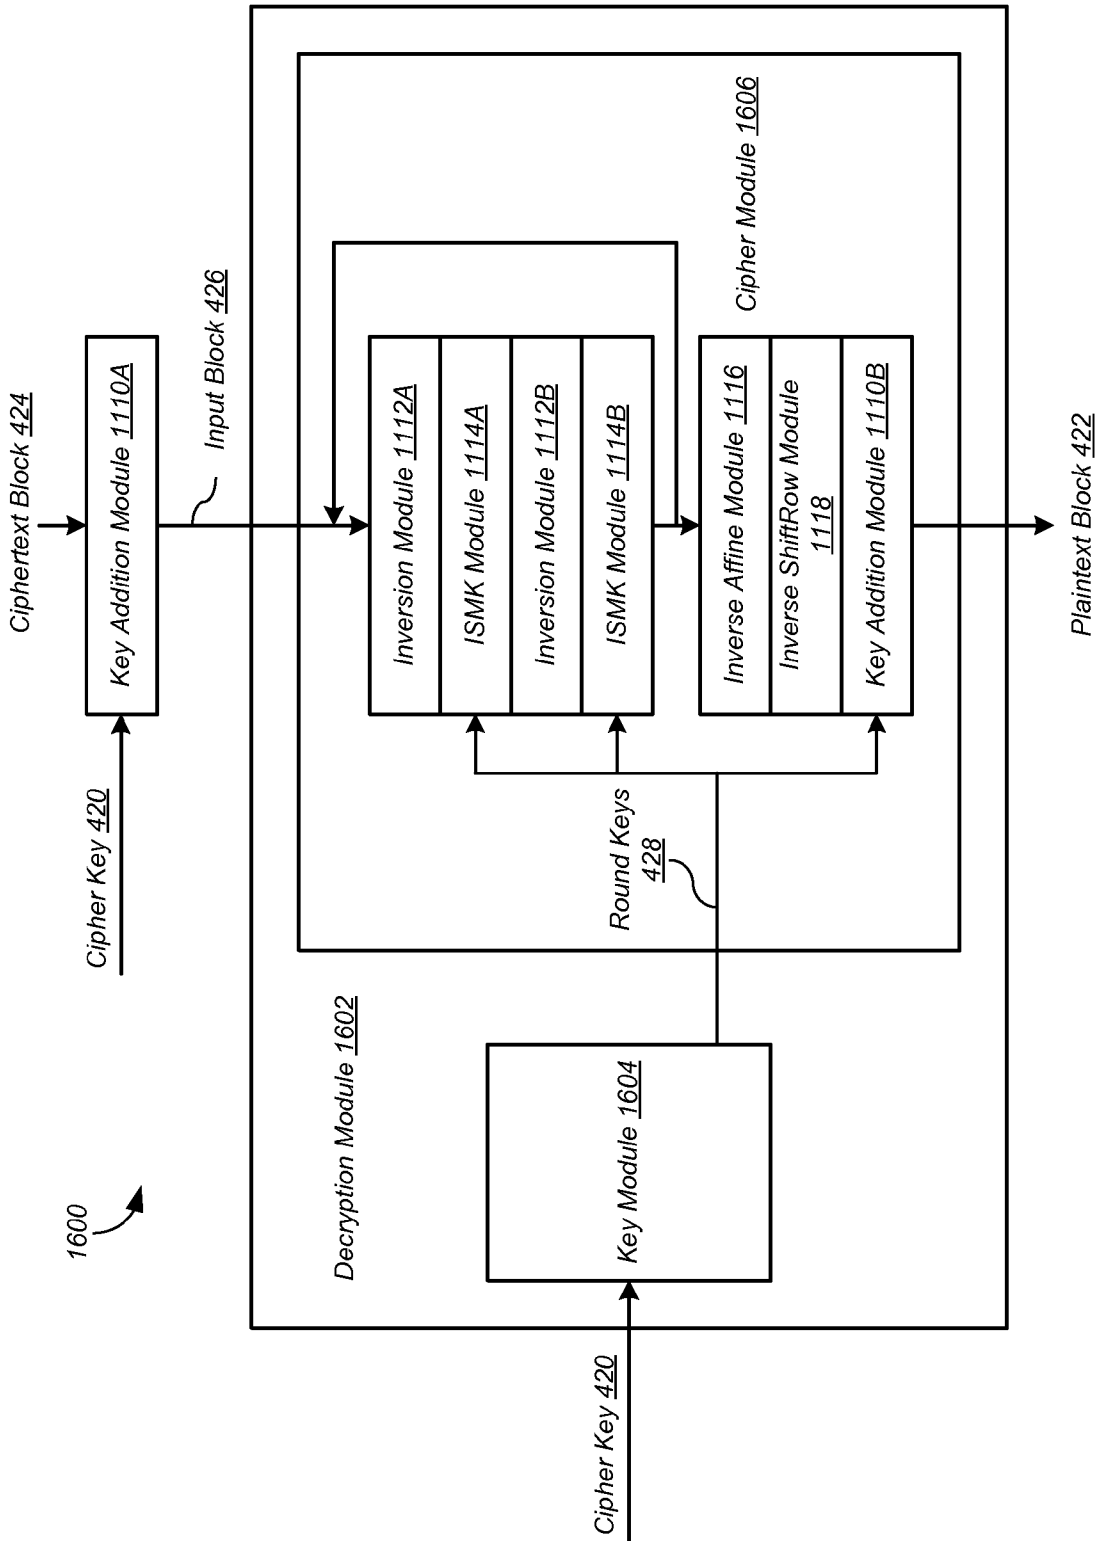 1600
Cipher Key 420
Ciphertext Block 424
Key Addition Module 1110A
Input Block 426
Decryption Module 1602
Cipher Key 420
Key Module 1604
Round Keys
428
Inversion Module 1112A
ISMK Module 1114A
Inversion Module 1112B
ISMK Module 1114B
Inverse Affine Module 1116
Inverse ShiftRow Module
1118
Key Addition Module 1110B
Cipher Module 1606
Plaintext Block 422